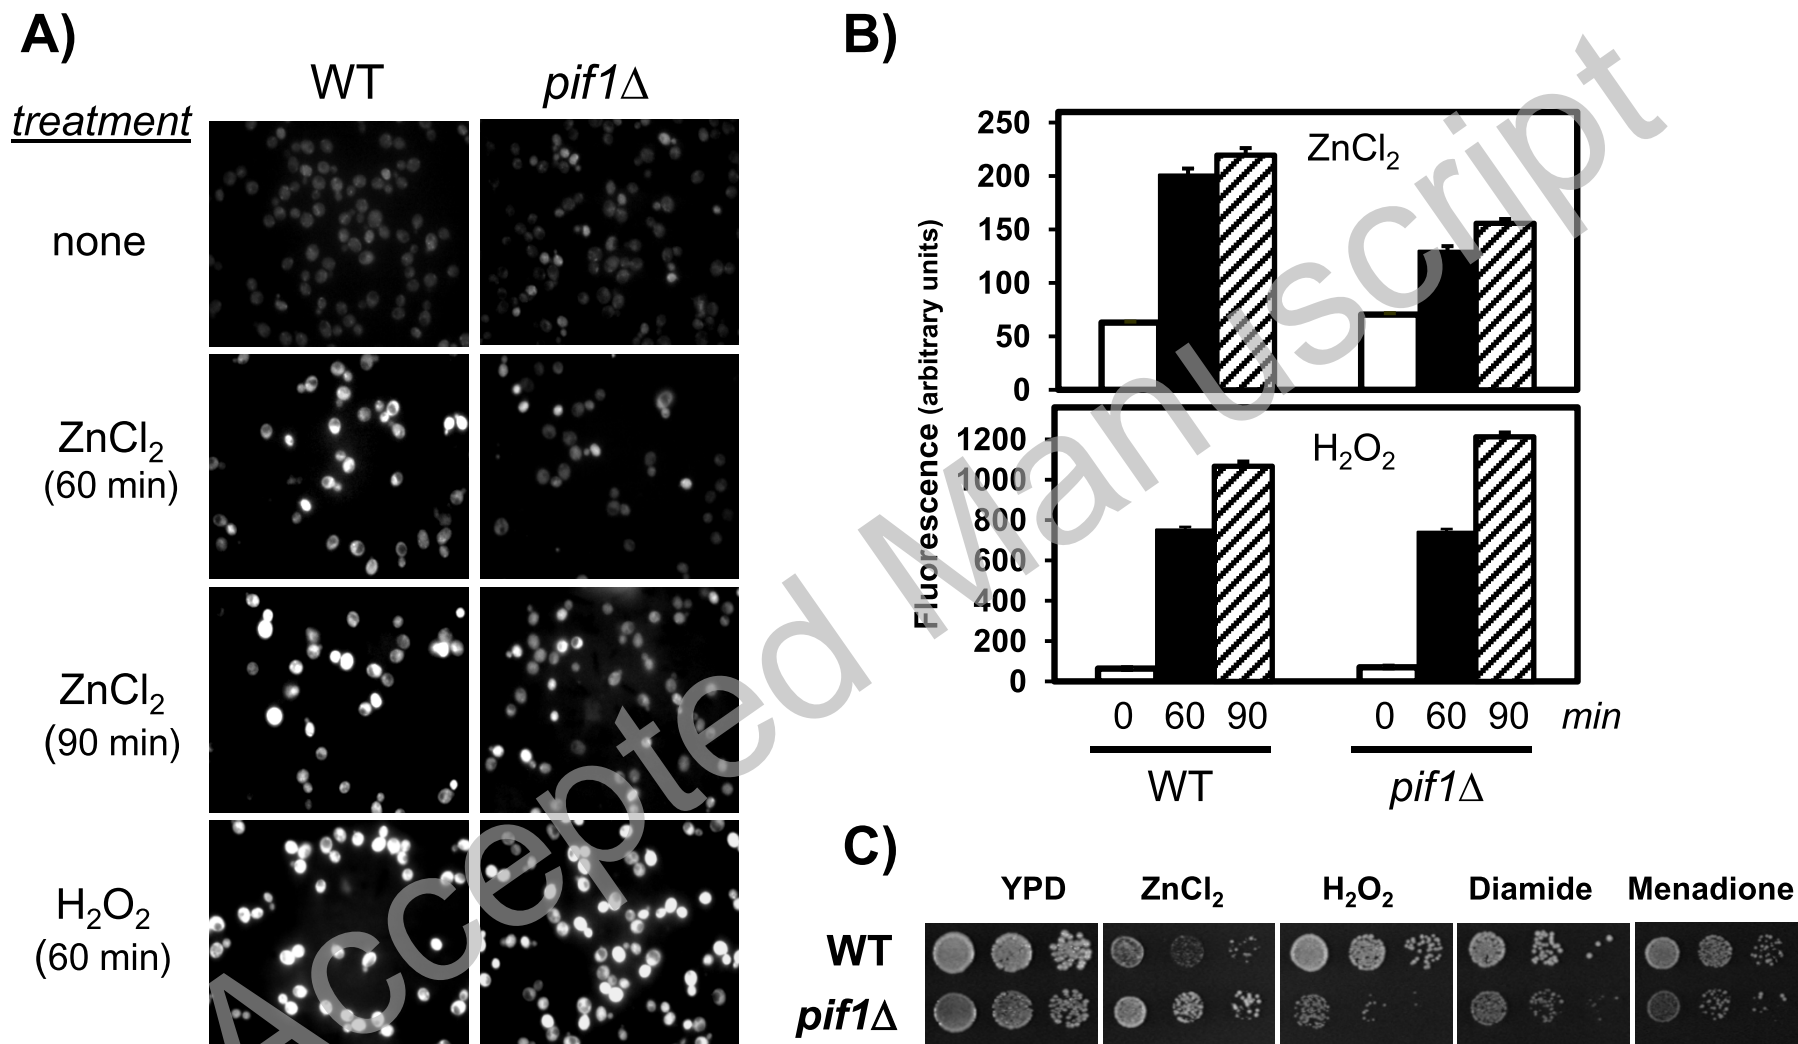 A)
WT pif1Δ
treatment
none
ZnCl₂
(60 min)
ZnCl₂
(90 min)
H₂O₂
(60 min)
B)
Fluorescence (arbitrary units)
ZnCl₂
250
200
150
100
50
0
H₂O₂
1200
1000
800
600
400
200
0
0 60 90 0 60 90 min
WT pif1Δ
C)
YPD ZnCl₂ H₂O₂ Diamide Menadione
WT
pif1Δ
Accepted Manuscript